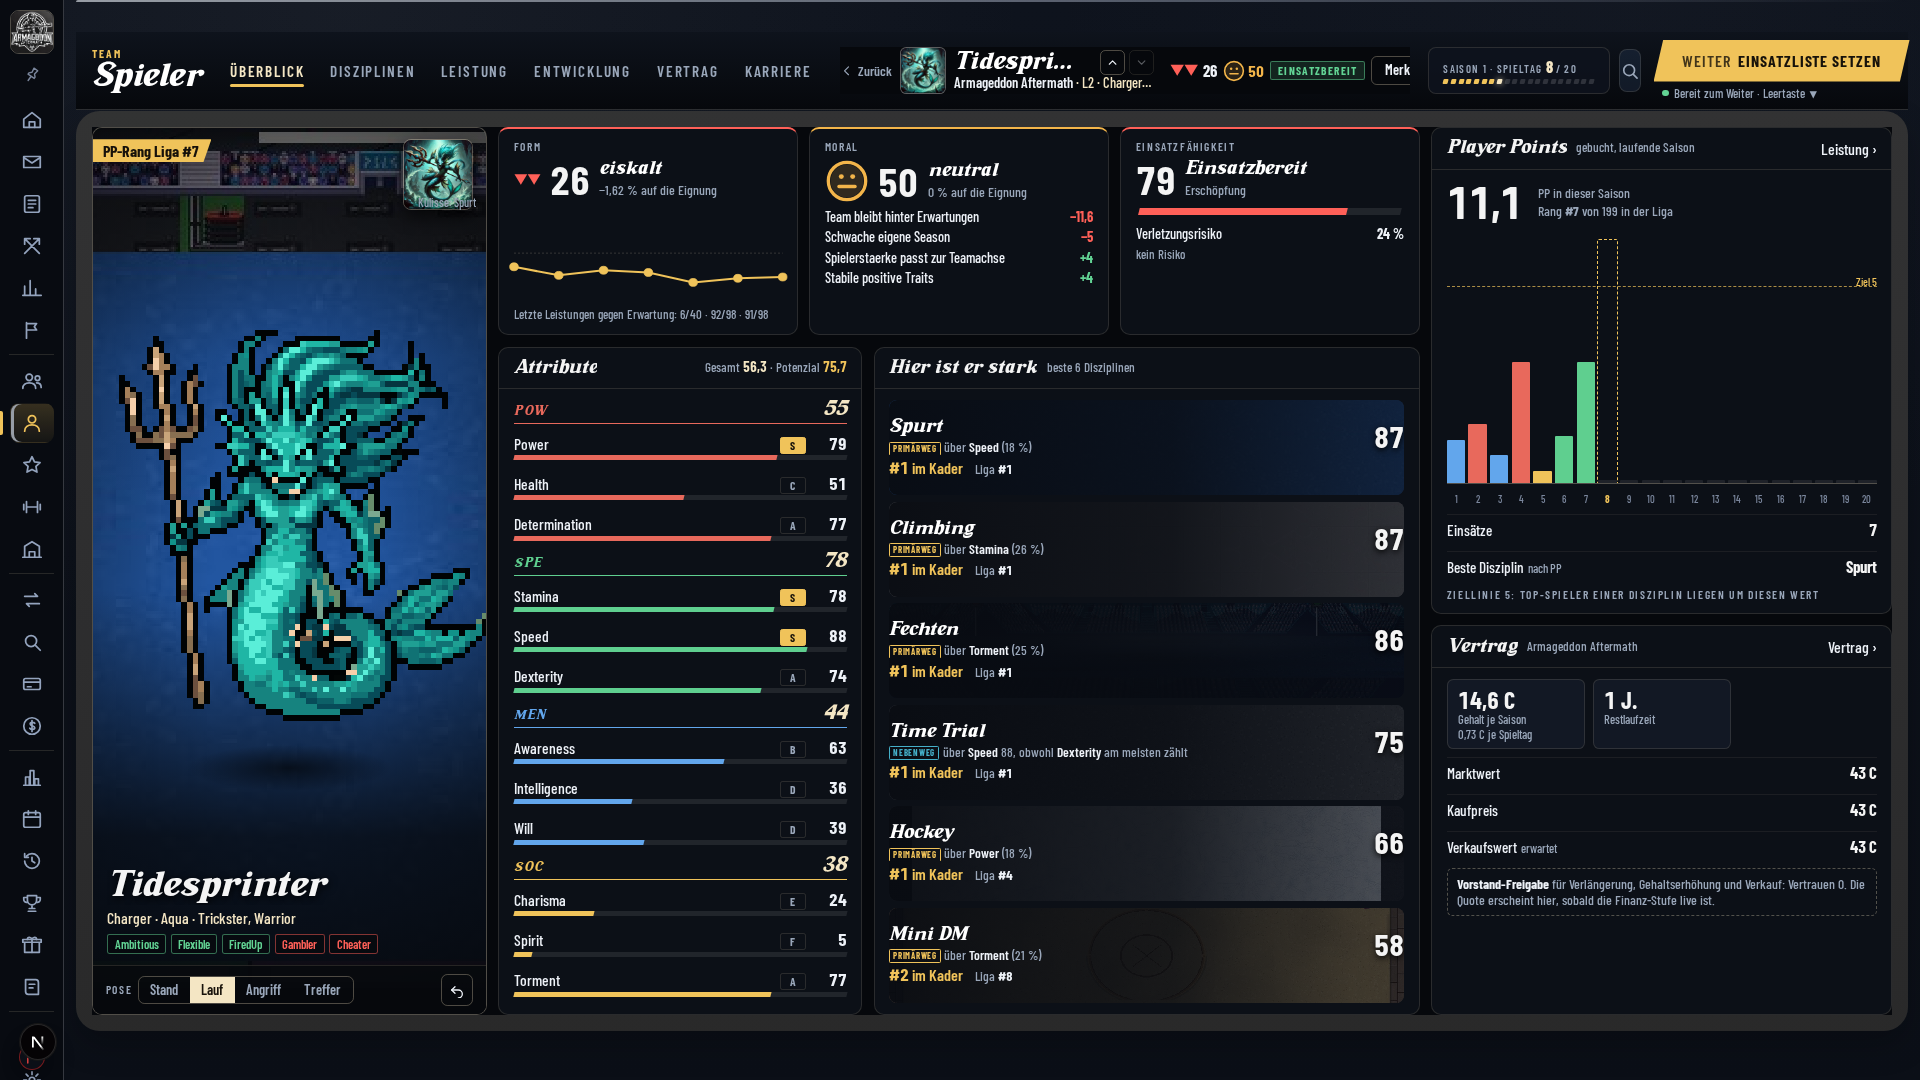 TEAM
Spieler
ÜBERBLICK
DISZIPLINEN
LEISTUNG
ENTWICKLUNG
VERTRAG
KARRIERE
Zurück
Tidespri...
Armageddon Aftermath · L2 · Charger...
26
50
EINSATZBEREIT
Merk
SAISON 1 · SPIELTAG 8 / 20
WEITER EINSATZLISTE SETZEN
Bereit zum Weiter · Leertaste ▼
ARMAGEDDON
PP-Rang Liga #7
Kulisse: Spurt
Tidesprinter
Charger · Aqua · Trickster, Warrior
Ambitious
Flexible
FiredUp
Gambler
Cheater
POSE
Stand
Lauf
Angriff
Treffer
FORM
26
eiskalt
−1,62 % auf die Eignung
Letzte Leistungen gegen Erwartung: 6/40 · 92/98 · 91/98
MORAL
50
neutral
0 % auf die Eignung
Team bleibt hinter Erwartungen −11,6
Schwache eigene Season −5
Spielerstaerke passt zur Teamachse +4
Stabile positive Traits +4
EINSATZFÄHIGKEIT
79
Einsatzbereit
Erschöpfung
Verletzungsrisiko 24 %
kein Risiko
Attribute
Gesamt 56,3 · Potenzial 75,7
POW 55
Power S 79
Health C 51
Determination A 77
SPE 78
Stamina S 78
Speed S 88
Dexterity A 74
MEN 44
Awareness B 63
Intelligence D 36
Will D 39
SOC 38
Charisma E 24
Spirit F 5
Torment A 77
Hier ist er stark
beste 6 Disziplinen
Spurt
PRIMÄRWEG über Speed (18 %)
#1 im Kader Liga #1
87
Climbing
PRIMÄRWEG über Stamina (26 %)
#1 im Kader Liga #1
87
Fechten
PRIMÄRWEG über Torment (25 %)
#1 im Kader Liga #1
86
Time Trial
NEBENWEG über Speed 88, obwohl Dexterity am meisten zählt
#1 im Kader Liga #1
75
Hockey
PRIMÄRWEG über Power (18 %)
#1 im Kader Liga #4
66
Mini DM
PRIMÄRWEG über Torment (21 %)
#2 im Kader Liga #8
58
Player Points
gebucht, laufende Saison
Leistung ›
11,1
PP in dieser Saison
Rang #7 von 199 in der Liga
Ziel 5
1 2 3 4 5 6 7 8 9 10 11 12 13 14 15 16 17 18 19 20
Einsätze 7
Beste Disziplin nach PP Spurt
ZIELLINIE 5: TOP-SPIELER EINER DISZIPLIN LIEGEN UM DIESEN WERT
Vertrag
Armageddon Aftermath
Vertrag ›
14,6 C
Gehalt je Saison
0,73 C je Spieltag
1 J.
Restlaufzeit
Marktwert 43 C
Kaufpreis 43 C
Verkaufswert erwartet 43 C
Vorstand-Freigabe für Verlängerung, Gehaltserhöhung und Verkauf: Vertrauen 0. Die
Quote erscheint hier, sobald die Finanz-Stufe live ist.
N